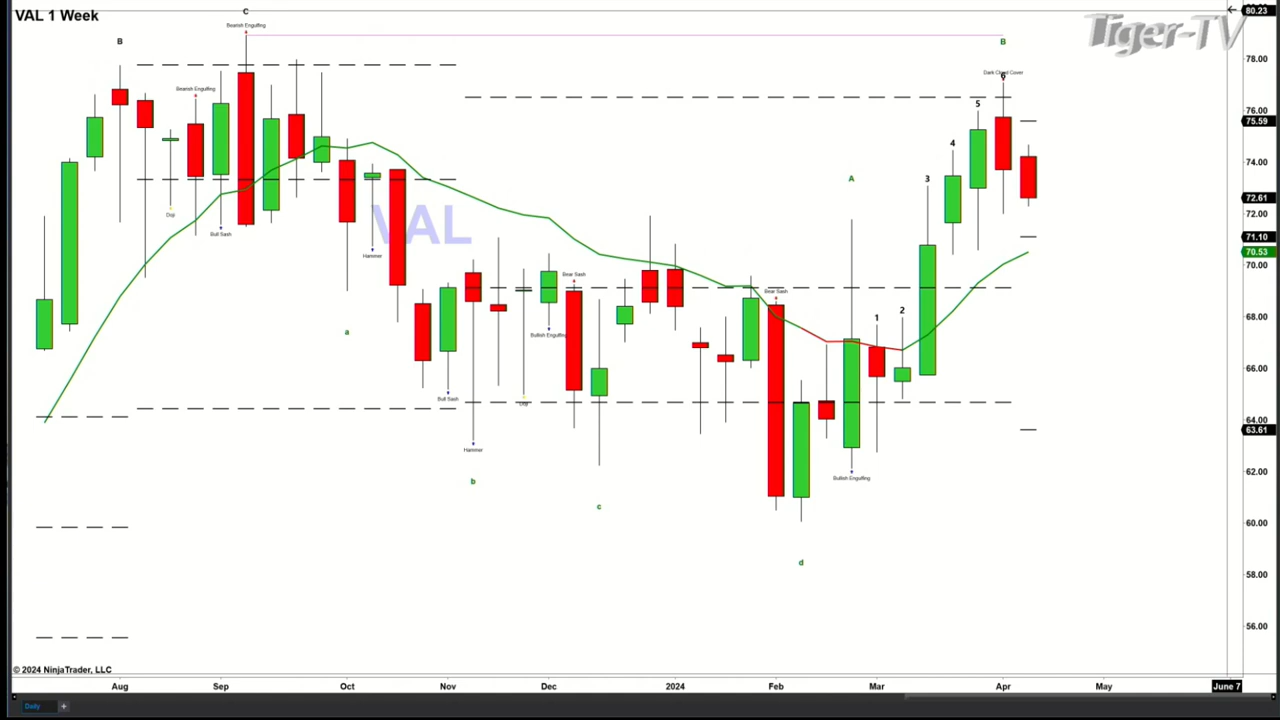 VAL 1 Week
Tiger-TV
80.23
C
Bearish Engulfing
B
B
Dark Cloud Cover
6
78.00
Bearish Engulfing
5
76.00
75.59
4
74.00
3
A
72.61
72.00
Doji
Bull Sash
VAL
71.10
Hammer
70.53
70.00
Bear Sash
Bear Sash
68.00
1
2
a
Bullish Engulfing
66.00
Bull Sash
Doji
64.00
63.61
Hammer
Bullish Engulfing
b
62.00
c
60.00
d
58.00
56.00
© 2024 NinjaTrader, LLC
Aug Sep Oct Nov Dec 2024 Feb Mar Apr May June 7
Daily +